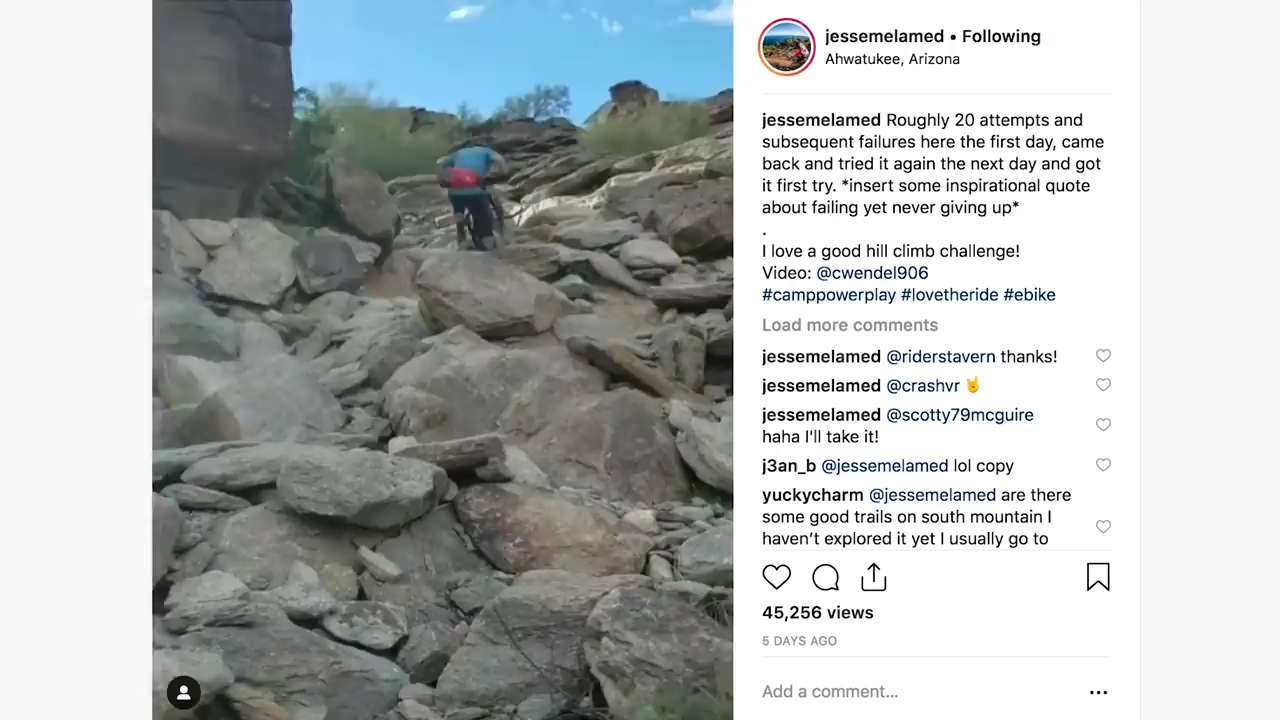 jessemelamed • Following
Ahwatukee, Arizona
jessemelamed Roughly 20 attempts and
subsequent failures here the first day, came
back and tried it again the next day and got
it first try. *insert some inspirational quote
about failing yet never giving up*
.
I love a good hill climb challenge!
Video: @cwendel906
#camppowerplay #lovetheride #ebike
Load more comments
jessemelamed @riderstavern thanks!
jessemelamed @crashvr 🤘
jessemelamed @scotty79mcguire
haha I'll take it!
j3an_b @jessemelamed lol copy
yuckycharm @jessemelamed are there
some good trails on south mountain I
haven’t explored it yet I usually go to
45,256 views
5 DAYS AGO
Add a comment...